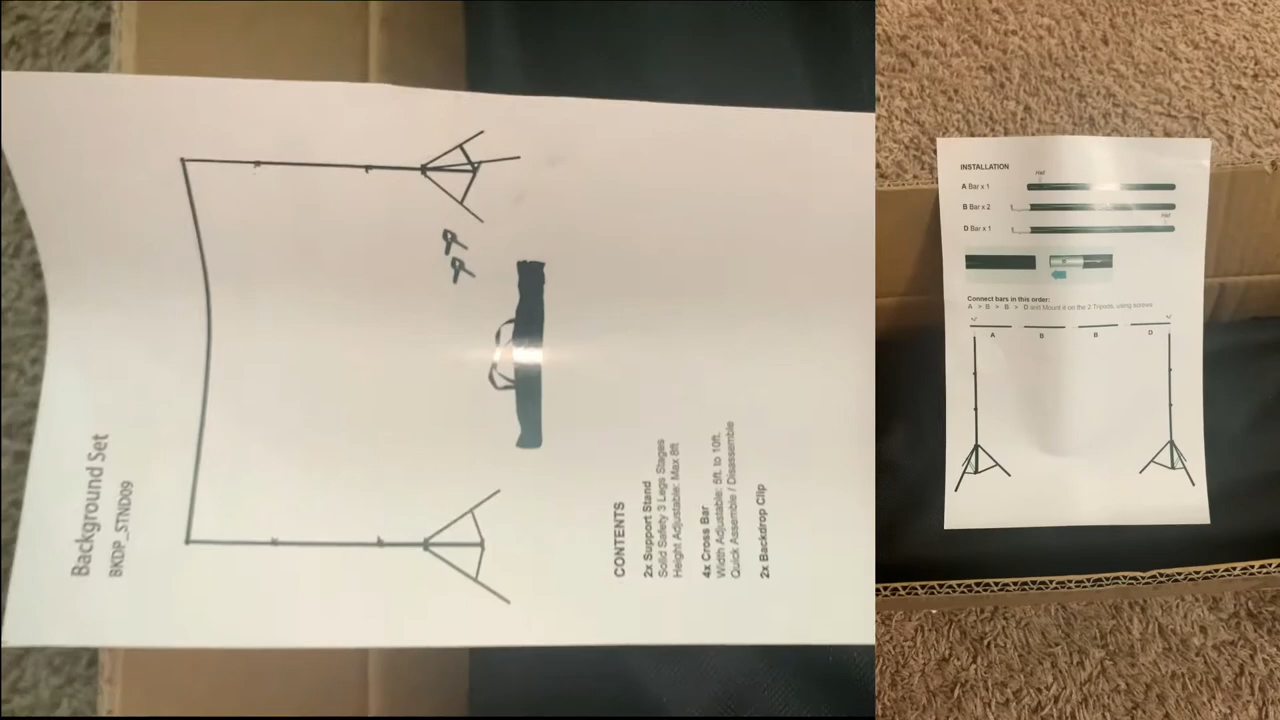 Background Set
BKDP_STND09
CONTENTS
2x Support Stand
Solid Safety 3 Legs Stages
Height Adjustable: Max 8ft
4x Cross Bar
Width Adjustable: 5ft. to 10ft.
Quick Assemble / Disassemble
2x Backdrop Clip
INSTALLATION
Hol
A Bar x 1
B Bar x 2
Hol
D Bar x 1
Connect bars in this order:
A > B > B > D and Mount it on the 2 Tripods, using screws
A B B D